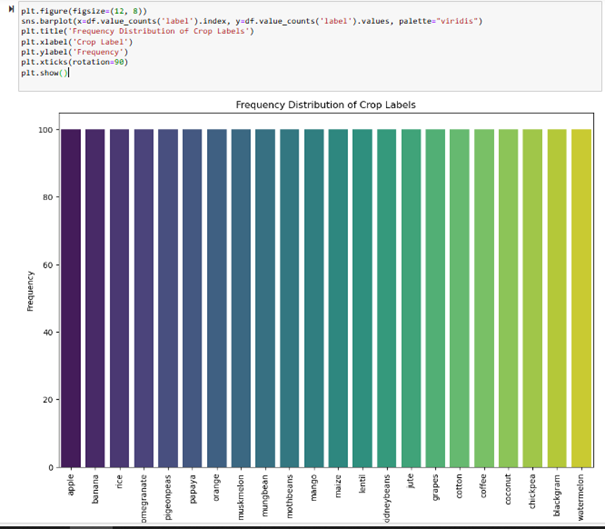 plt.figure(figsize=(12, 8))
sns.barplot(x=df.value_counts('label').index, y=df.value_counts('label').values, palette="viridis")
plt.title('Frequency Distribution of Crop Labels')
plt.xlabel('Crop Label')
plt.ylabel('Frequency')
plt.xticks(rotation=90)
plt.show()
Frequency Distribution of Crop Labels
100
80
60
40
20
0
Frequency
apple
banana
rice
omegranate
pigeonpeas
papaya
orange
muskmelon
mungbean
mothbeans
mango
maize
lentil
idneybeans
jute
grapes
cotton
coffee
coconut
chickpea
blackgram
watermelon